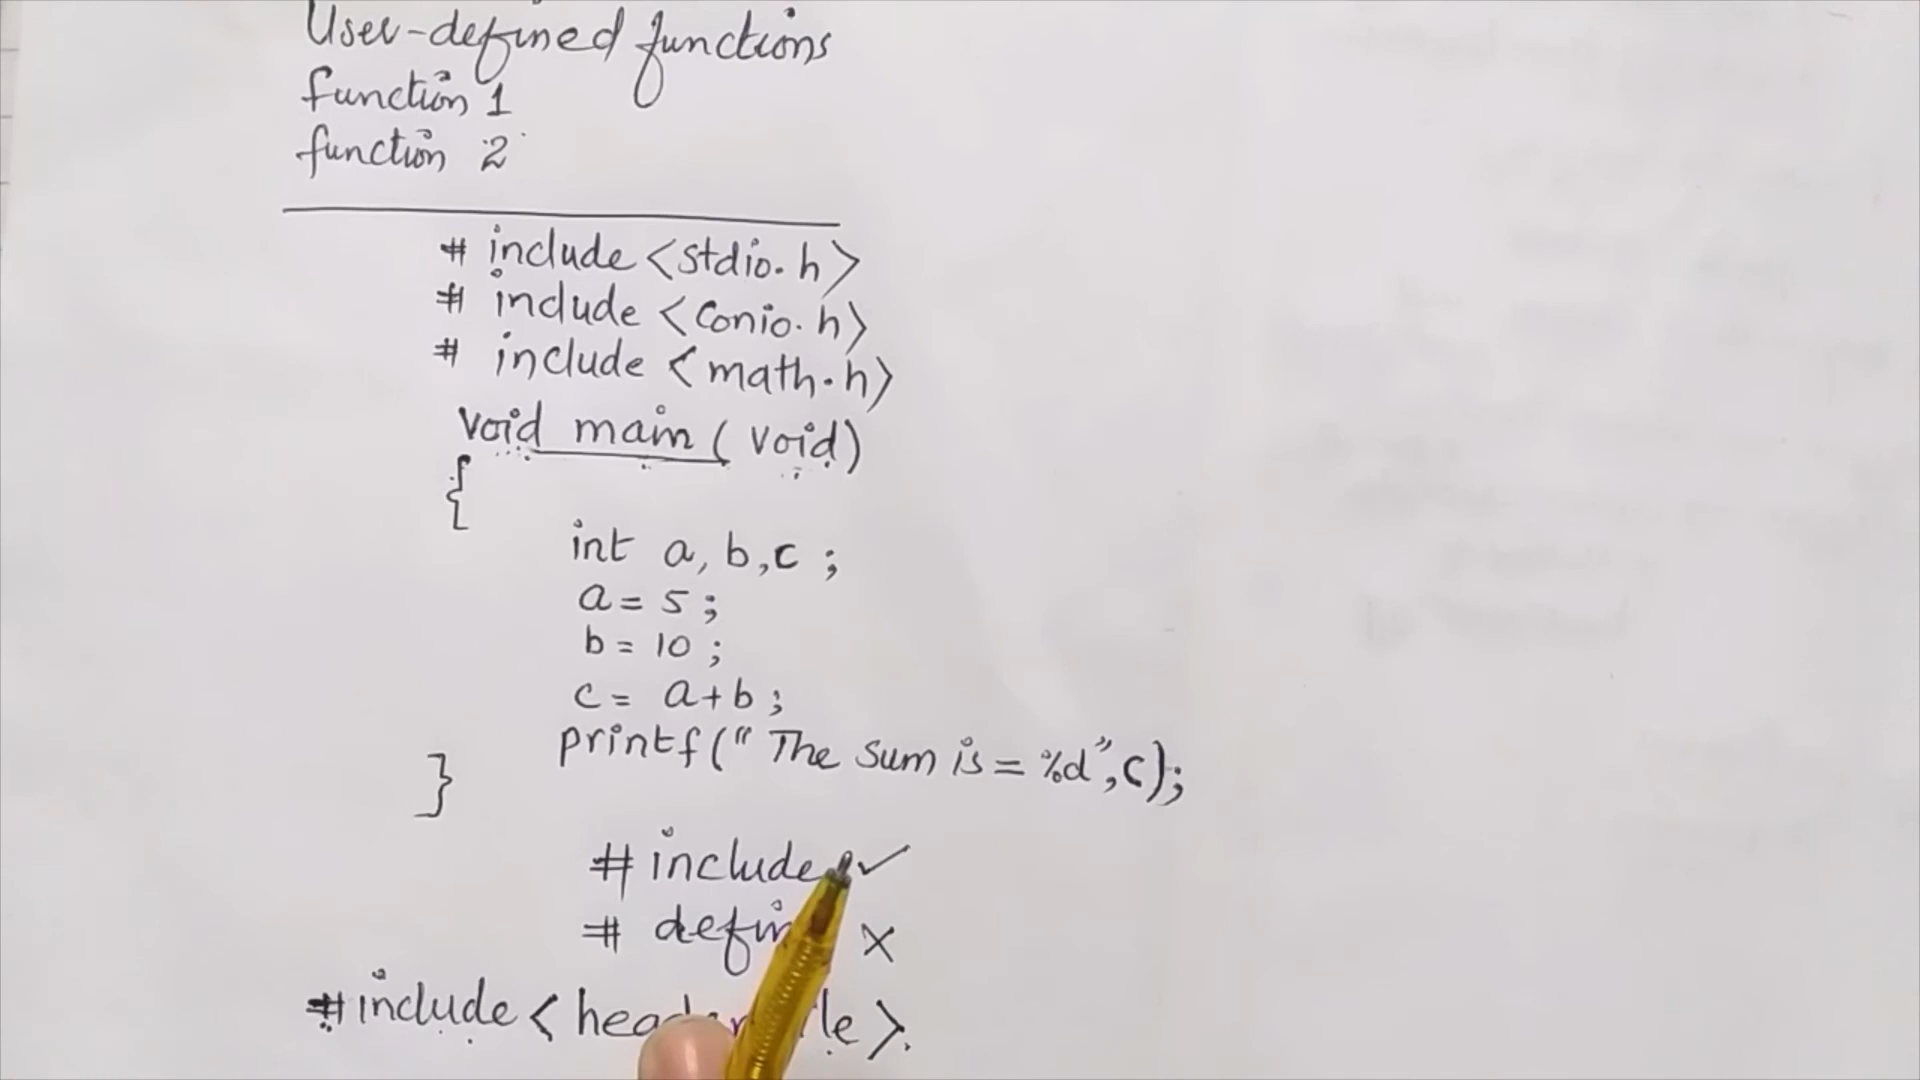 User-defined functions
function 1
function 2
# include <stdio.h>
# include <conio.h>
# include <math.h>
void main (void)
{
int a, b, c ;
a = 5 ;
b = 10 ;
c = a+b ;
printf(" The Sum is = %d", c);
}
# include ✓
# x
#include < >.